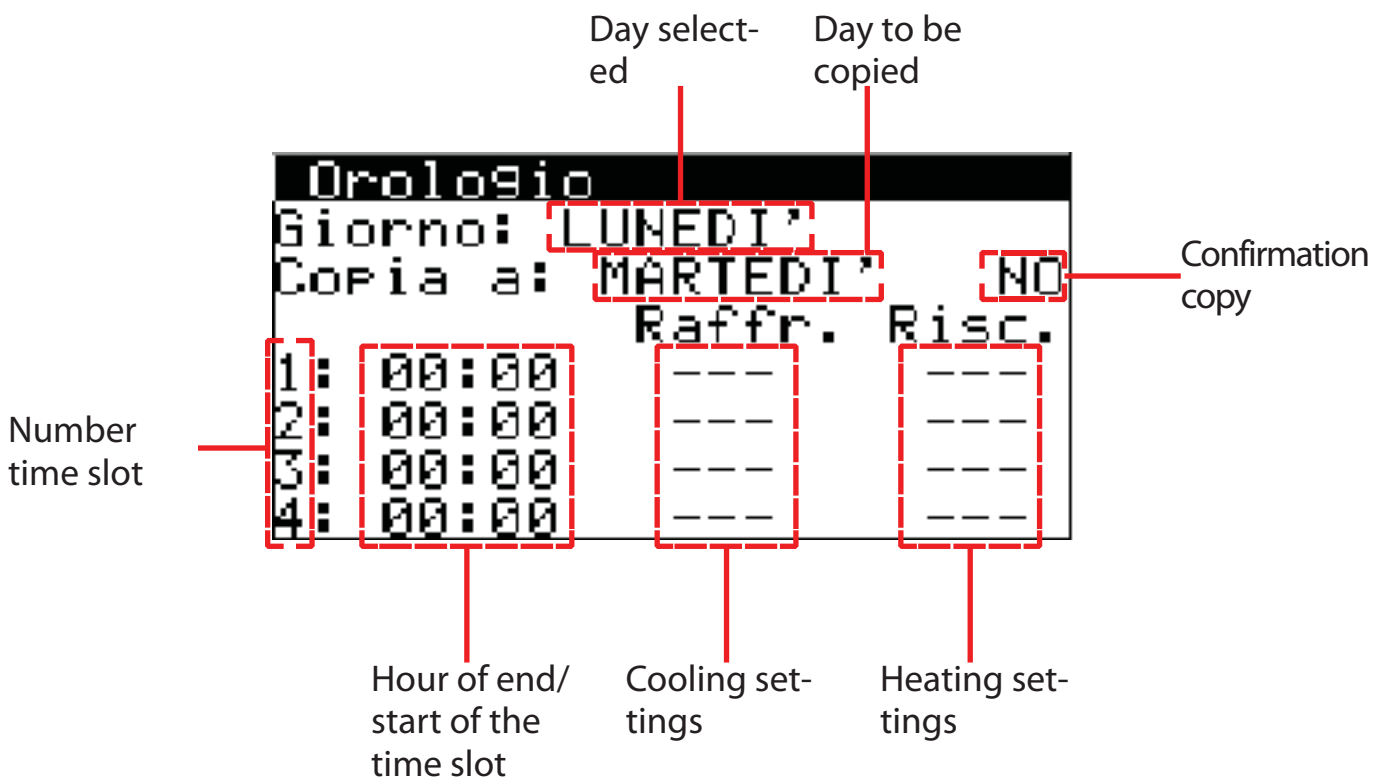 Day select-
ed
Day to be
copied
Orologio
Giorno: LUNEDI'
Copia a: MARTEDI' NO
Confirmation
copy
Raffr. Risc.
1: 00:00 --- ---
2: 00:00 --- ---
3: 00:00 --- ---
4: 00:00 --- ---
Number
time slot
Hour of end/
start of the
time slot
Cooling set-
tings
Heating set-
tings